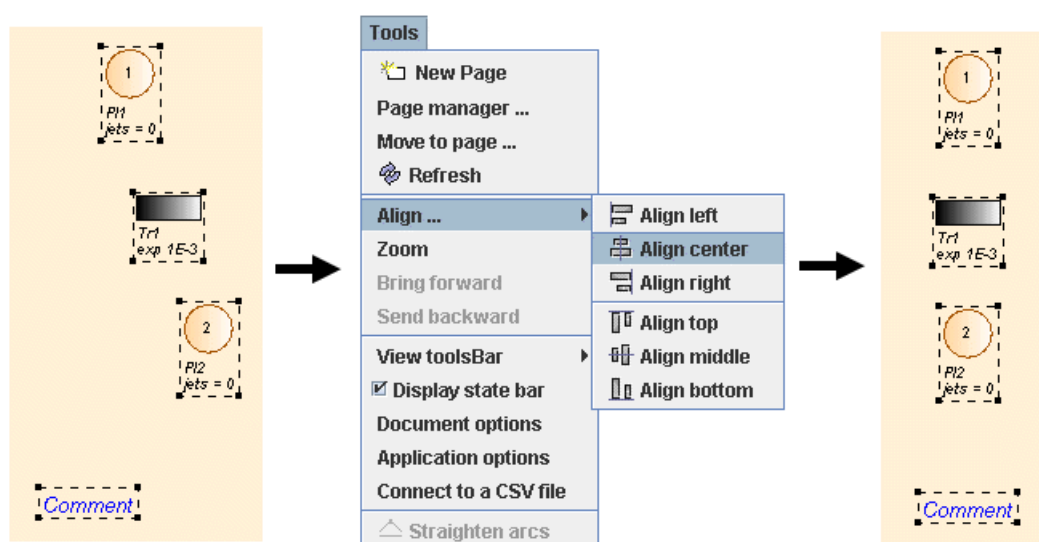 1
Pl1
jets = 0
Tr1
exp 1E-3
2
Pl2
jets = 0
Comment
Tools
New Page
Page manager ...
Move to page ...
Refresh
Align ...
Zoom
Bring forward
Send backward
View toolsBar
Display state bar
Document options
Application options
Connect to a CSV file
Straighten arcs
Align left
Align center
Align right
Align top
Align middle
Align bottom
1
Pl1
jets = 0
Tr1
exp 1E-3
2
Pl2
jets = 0
Comment